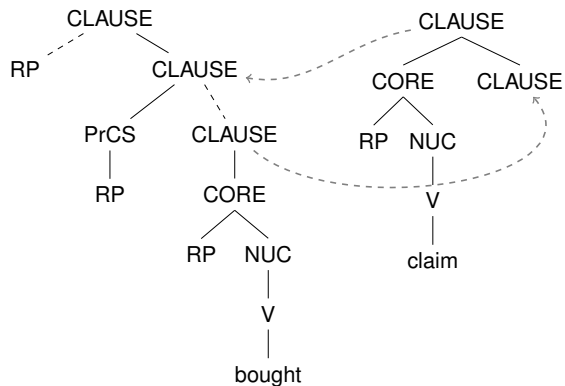 CLAUSE CLAUSE
RP CLAUSE CORE CLAUSE
PrCS CLAUSE RP NUC
RP CORE V
RP NUC claim
V
bought